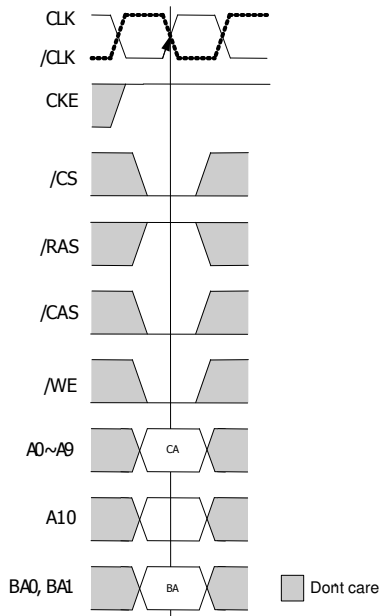 CLK
/CLK
CKE
/CS
/RAS
/CAS
/WE
A0~A9
CA
A10
BA0, BA1
BA
Dont care